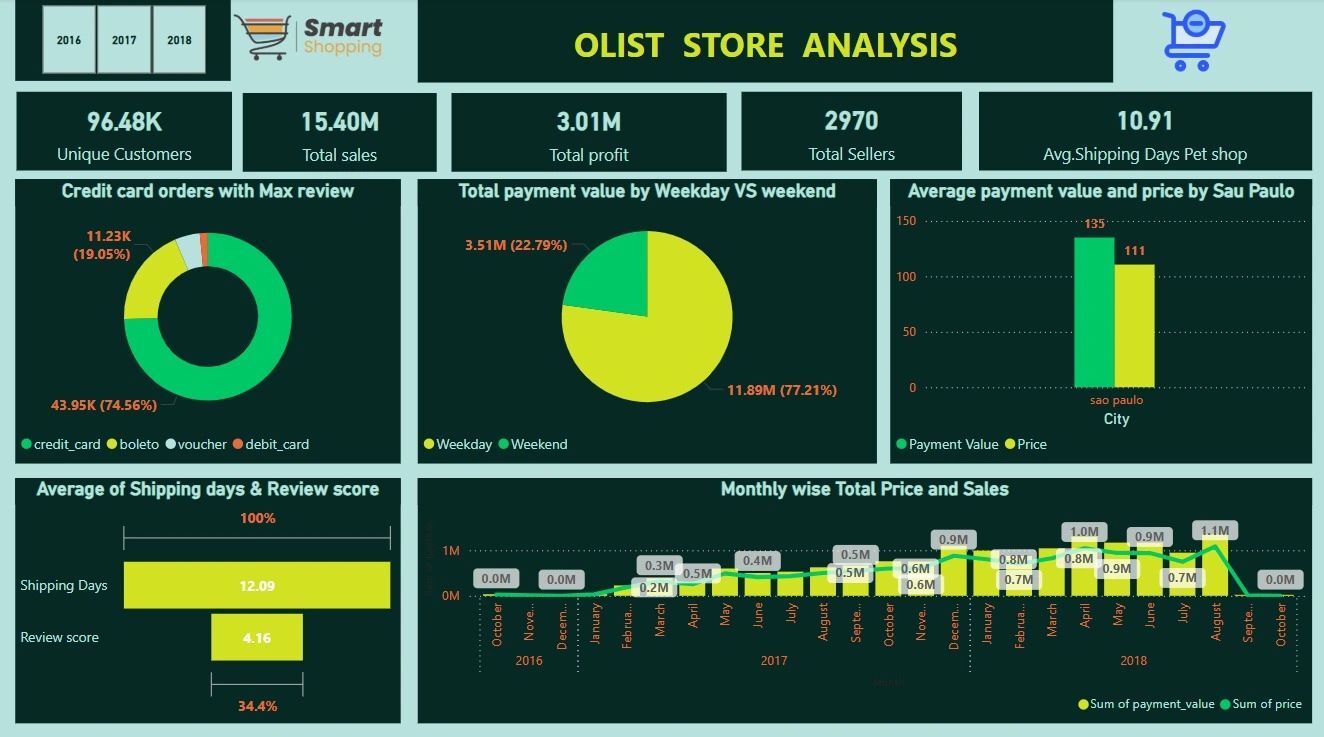 2016 2017 2018
Smart
Shopping
OLIST STORE ANALYSIS
96.48K
Unique Customers
15.40M
Total sales
3.01M
Total profit
2970
Total Sellers
10.91
Avg.Shipping Days Pet shop
Credit card orders with Max review
11.23K
(19.05%)
43.95K (74.56%)
credit_card boleto voucher debit_card
Total payment value by Weekday VS weekend
3.51M (22.79%)
11.89M (77.21%)
Weekday Weekend
Average payment value and price by Sau Paulo
150
135
111
100
50
0
sao paulo
City
Payment Value Price
Average of Shipping days & Review score
100%
Shipping Days 12.09
Review score 4.16
34.4%
Monthly wise Total Price and Sales
1M
0M
0.0M 0.0M 0.3M 0.2M 0.5M 0.4M 0.5M 0.5M 0.6M 0.6M 0.9M 0.8M 0.7M 1.0M 0.8M 0.9M 0.9M 0.7M 1.1M 0.0M
October Nove... Decem... January Februa... March April May June July August Septe... October Nove... Decem... January Februa... March April May June July August Septe... October
2016 2017 2018
Month
Sum of payment_value Sum of price